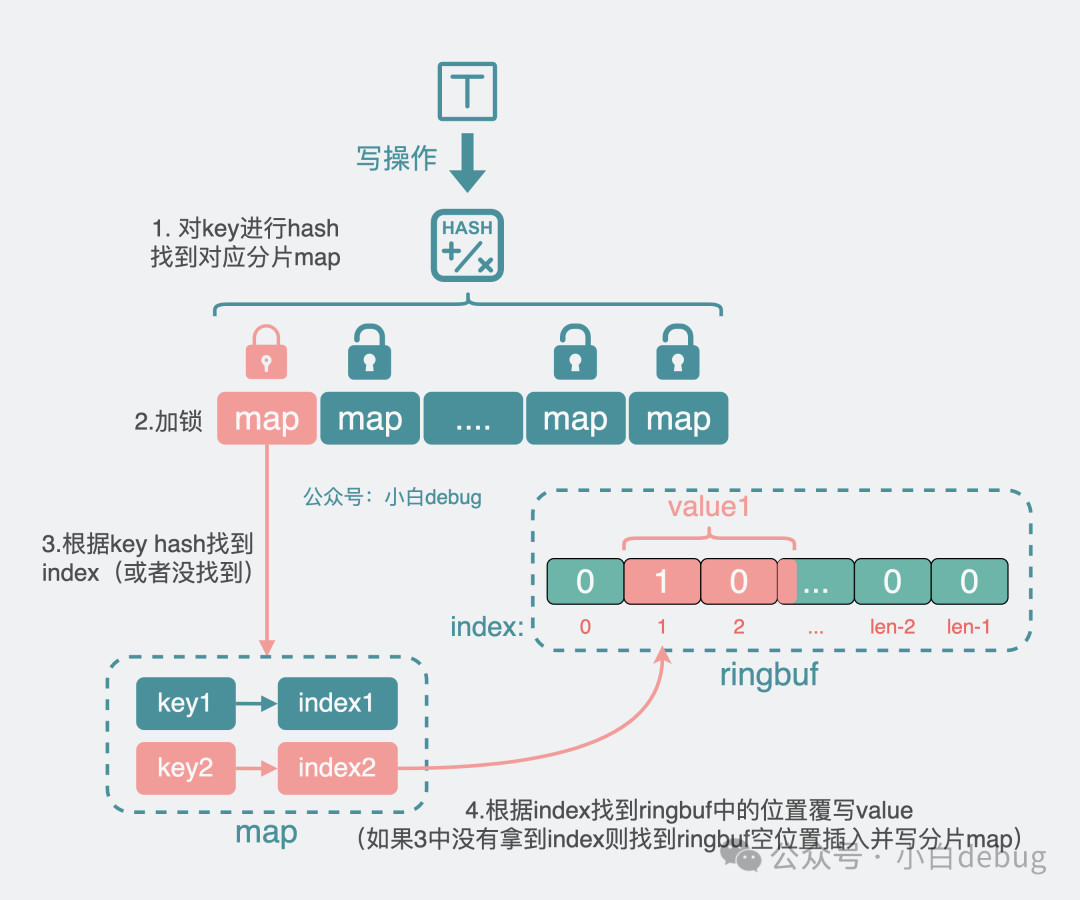 T
写操作
1. 对key进行hash
找到对应分片map
HASH
+/×
2.加锁
map map .... map map
公众号：小白debug
3.根据key hash找到
index（或者没找到）
value1
0 1 0 ... 0 0
index: 0 1 2 ... len-2 len-1
ringbuf
key1 index1
key2 index2
map
4.根据index找到ringbuf中的位置覆写value
（如果3中没有拿到index则找到ringbuf空位置插入并写分片map）
公众号 · 小白debug